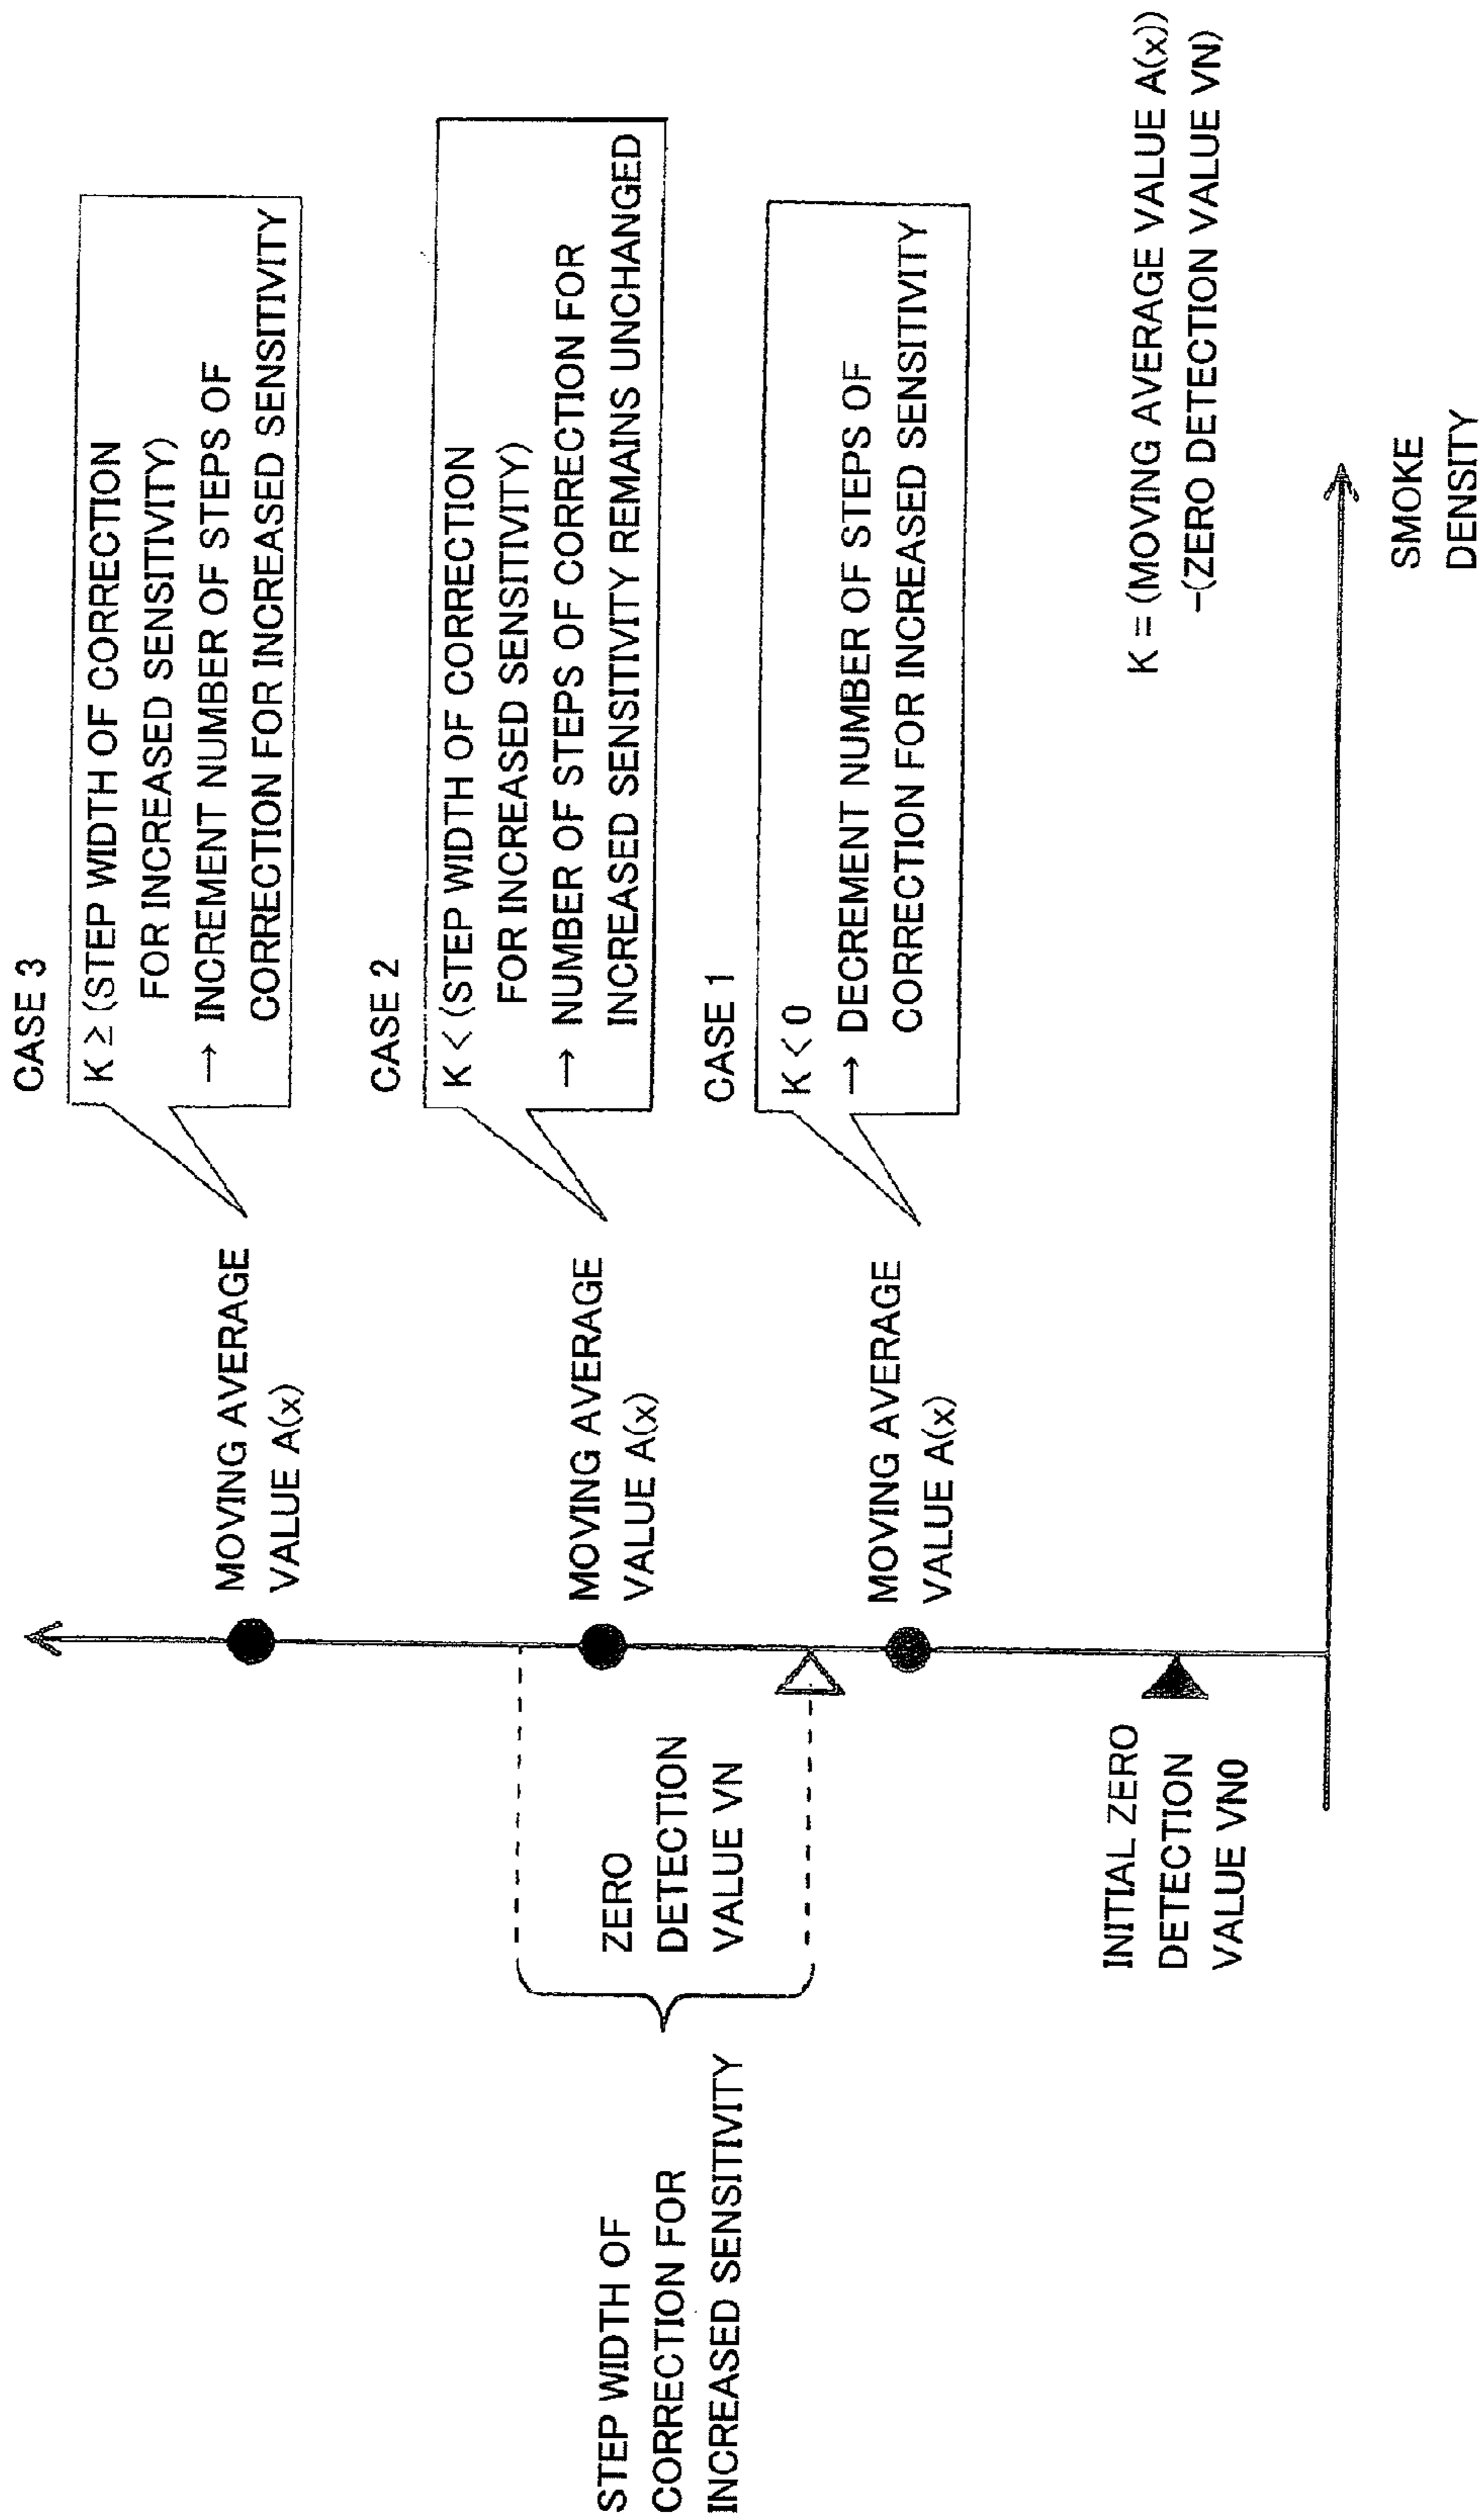 CASE 3
K ≥ (STEP WIDTH OF CORRECTION
FOR INCREASED SENSITIVITY)
→ INCREMENT NUMBER OF STEPS OF
CORRECTION FOR INCREASED SENSITIVITY
MOVING AVERAGE
VALUE A(x)
CASE 2
K < (STEP WIDTH OF CORRECTION
FOR INCREASED SENSITIVITY)
→ NUMBER OF STEPS OF CORRECTION FOR
INCREASED SENSITIVITY REMAINS UNCHANGED
MOVING AVERAGE
VALUE A(x)
CASE 1
K < 0
→ DECREMENT NUMBER OF STEPS OF
CORRECTION FOR INCREASED SENSITIVITY
MOVING AVERAGE
VALUE A(x)
STEP WIDTH OF
CORRECTION FOR
INCREASED SENSITIVITY
ZERO
DETECTION
VALUE VN
INITIAL ZERO
DETECTION
VALUE VN0
K = (MOVING AVERAGE VALUE A(x))
-(ZERO DETECTION VALUE VN)
SMOKE
DENSITY